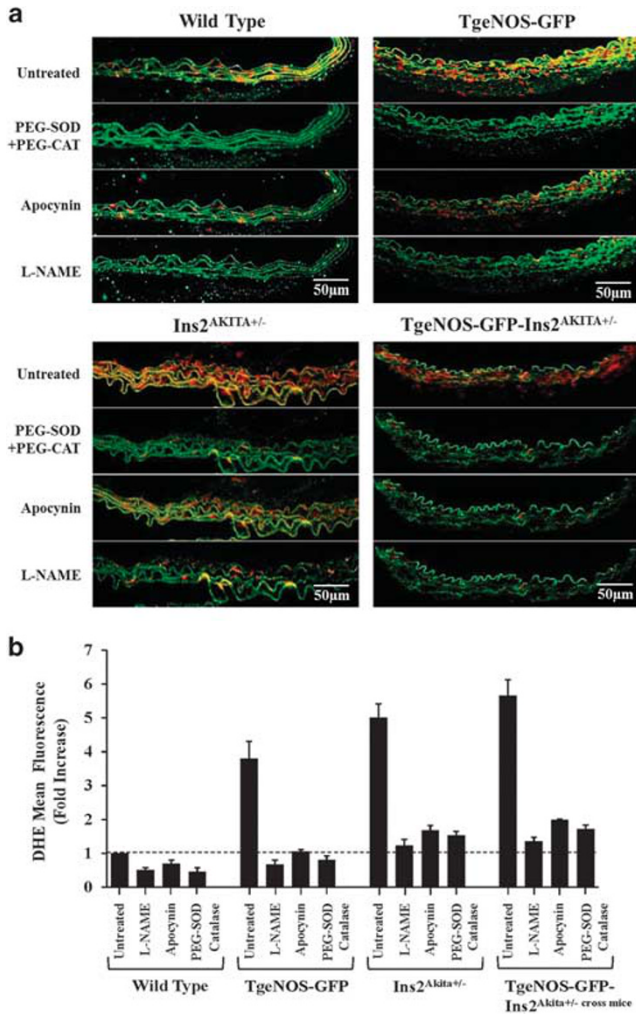 a
Wild Type
TgeNOS-GFP
Untreated
PEG-SOD
+PEG-CAT
Apocynin
L-NAME
50μm
50μm
Ins2AKITA+/-
TgeNOS-GFP-Ins2AKITA+/-
Untreated
PEG-SOD
+PEG-CAT
Apocynin
L-NAME
50μm
50μm
b
DHE Mean Fluorescence
(Fold Increase)
7
6
5
4
3
2
1
0
Untreated
L-NAME
Apocynin
PEG-SOD
Catalase
Untreated
L-NAME
Apocynin
PEG-SOD
Catalase
Untreated
L-NAME
Apocynin
PEG-SOD
Catalase
Untreated
L-NAME
Apocynin
PEG-SOD
Catalase
Wild Type
TgeNOS-GFP
Ins2Akita+/-
TgeNOS-GFP-
Ins2Akita+/- cross mice